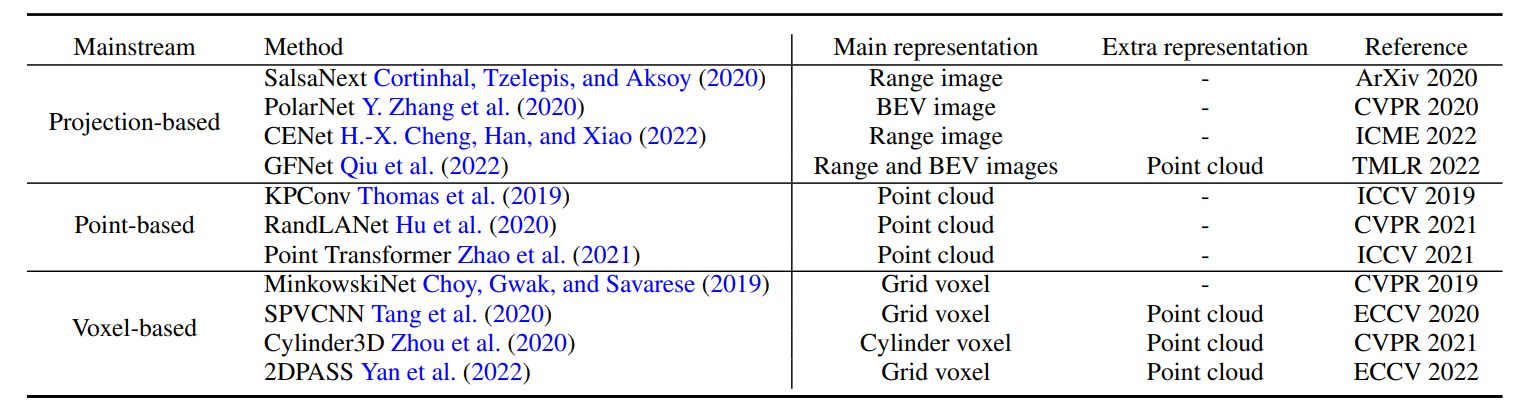 Mainstream Method Main representation Extra representation Reference
SalsaNext Cortinhal, Tzelepis, and Aksoy (2020) Range image - ArXiv 2020
PolarNet Y. Zhang et al. (2020) BEV image - CVPR 2020
Projection-based
CENet H.-X. Cheng, Han, and Xiao (2022) Range image - ICME 2022
GFNet Qiu et al. (2022) Range and BEV images Point cloud TMLR 2022
KPConv Thomas et al. (2019) Point cloud - ICCV 2019
Point-based RandLANet Hu et al. (2020) Point cloud - CVPR 2021
Point Transformer Zhao et al. (2021) Point cloud - ICCV 2021
MinkowskiNet Choy, Gwak, and Savarese (2019) Grid voxel - CVPR 2019
SPVCNN Tang et al. (2020) Grid voxel Point cloud ECCV 2020
Voxel-based
Cylinder3D Zhou et al. (2020) Cylinder voxel Point cloud CVPR 2021
2DPASS Yan et al. (2022) Grid voxel Point cloud ECCV 2022